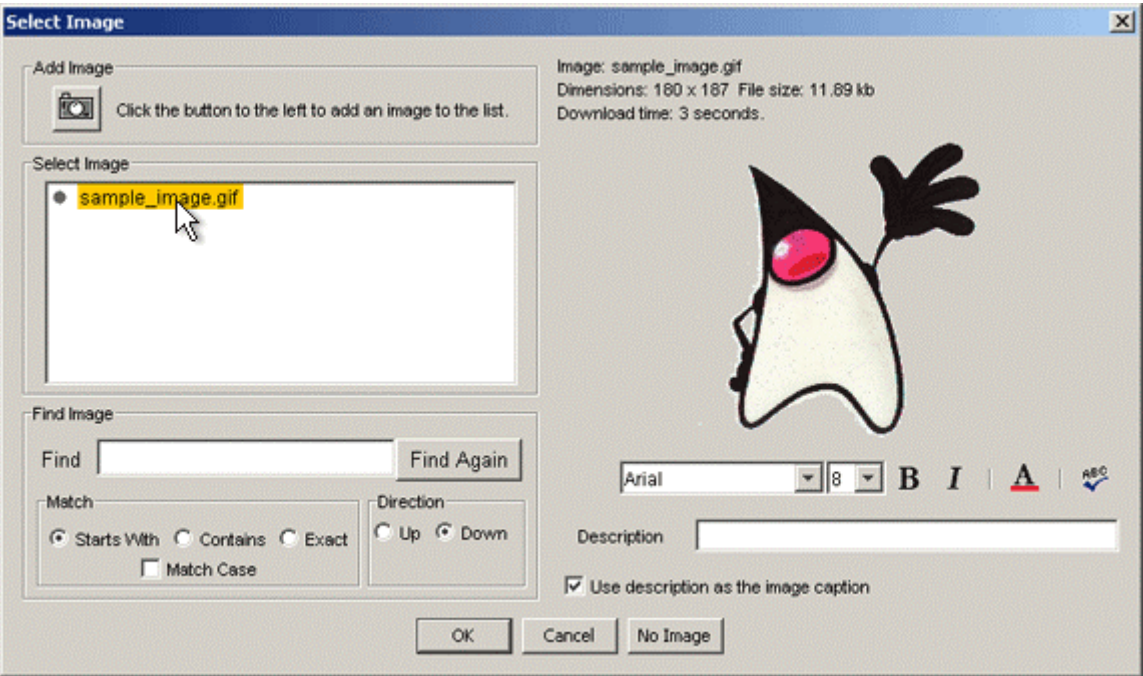 Select Image
Add Image
Click the button to the left to add an image to the list.
Select Image
sample_image.gif
Find Image
Find
Find Again
Match
Starts With Contains Exact
Match Case
Direction
Up Down
Image: sample_image.gif
Dimensions: 180 x 187 File size: 11.89 kb
Download time: 3 seconds.
Arial 8 B I A ABC
Description
Use description as the image caption
OK Cancel No Image